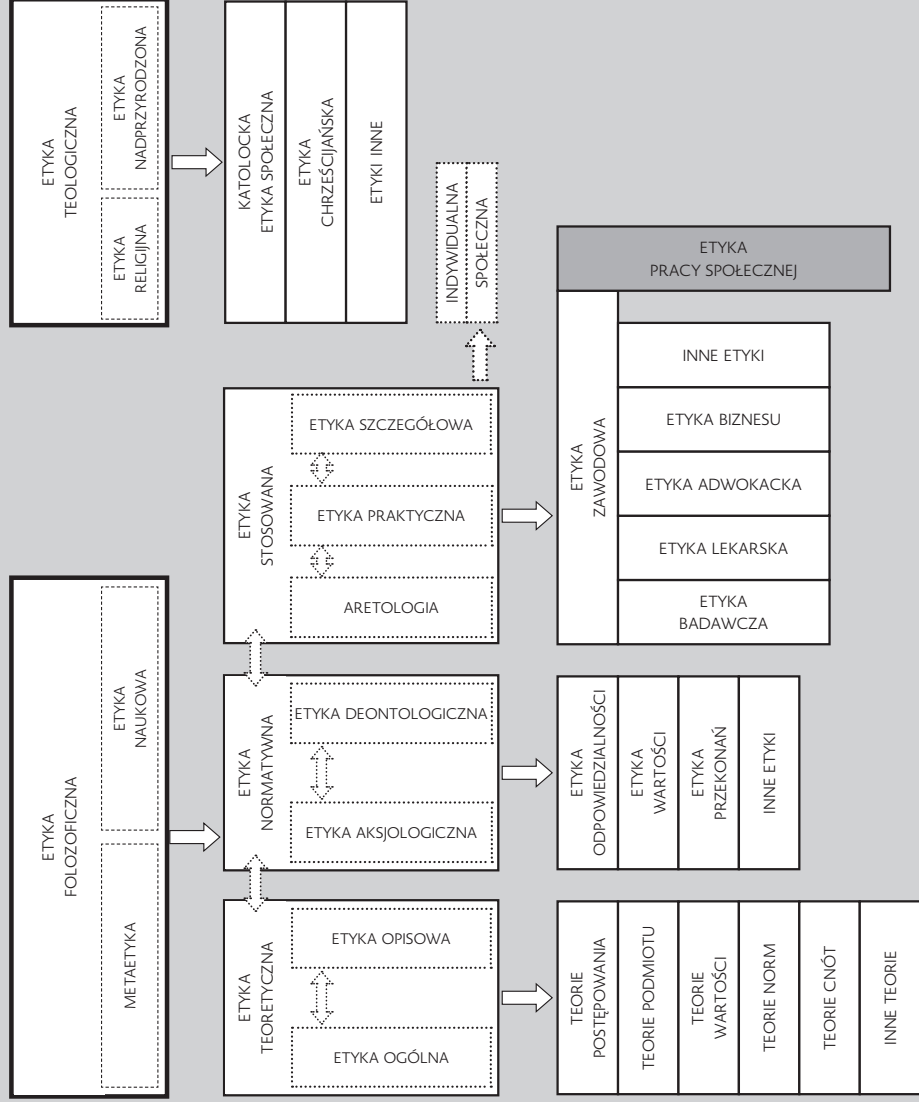 ETYKA
FOLOZOFICZNA
METAETYKA
ETYKA
NAUKOWA
ETYKA
TEOLOGICZNA
ETYKA
RELIGIJNA
ETYKA
NADPRZYRODZONA
ETYKA
TEORETYCZNA
ETYKA OGÓLNA
ETYKA OPISOWA
ETYKA
NORMATYWNA
ETYKA AKSJOLOGICZNA
ETYKA DEONTOLOGICZNA
ETYKA
STOSOWANA
ARETOLOGIA
ETYKA PRAKTYCZNA
ETYKA SZCZEGÓŁOWA
KATOLOCKA
ETYKA SPOŁECZNA
ETYKA
CHRZEŚCIJAŃSKA
ETYKI INNE
INDYWIDUALNA
SPOŁECZNA
TEORIE
POSTĘPOWANIA
TEORIE PODMIOTU
TEORIE
WARTOŚCI
TEORIE NORM
TEORIE CNÓT
INNE TEORIE
ETYKA
ODPOWIEDZIALNOŚCI
ETYKA
WARTOŚCI
ETYKA
PRZEKONAŃ
INNE ETYKI
ETYKA
ZAWODOWA
ETYKA
BADAWCZA
ETYKA LEKARSKA
ETYKA ADWOKACKA
ETYKA BIZNESU
INNE ETYKI
ETYKA
PRACY SPOŁECZNEJ